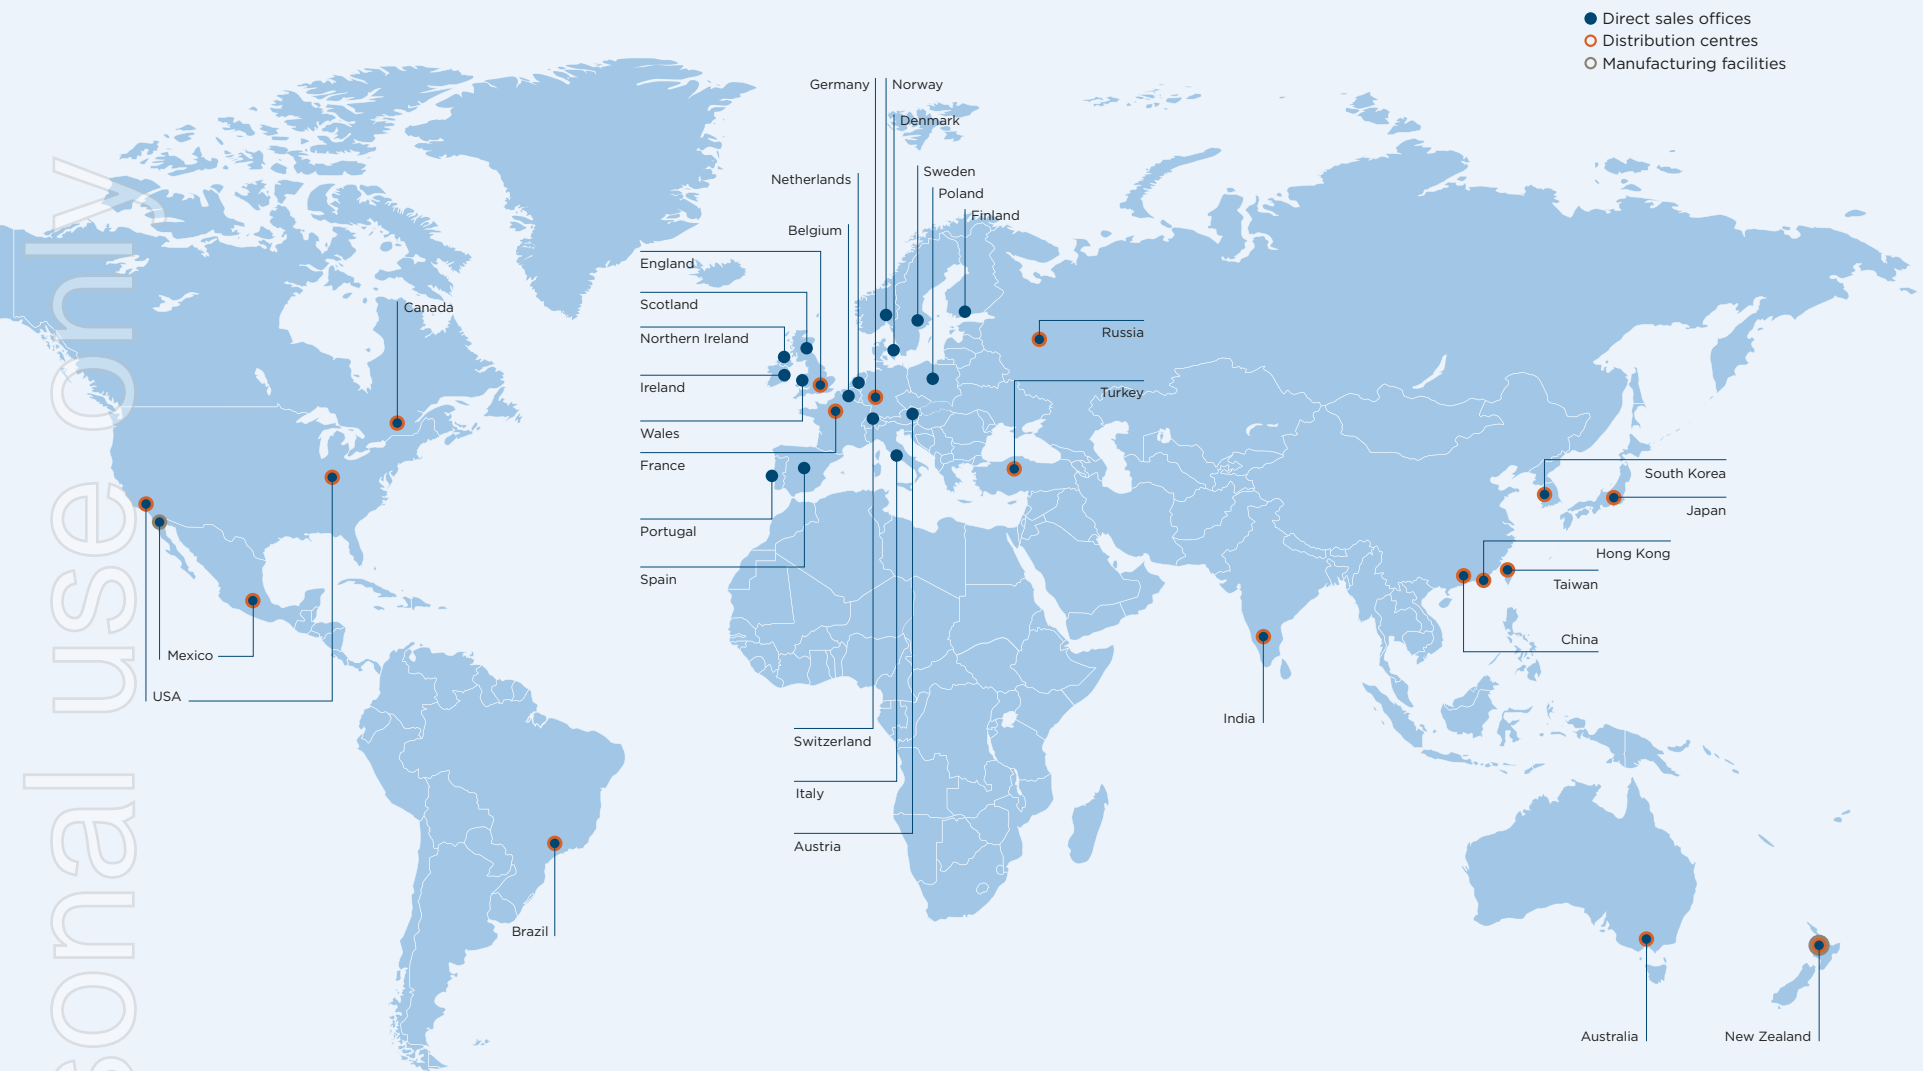 Direct sales offices
Distribution centres
Manufacturing facilities
Germany
Norway
Denmark
Sweden
Netherlands
Poland
Finland
Belgium
England
Scotland
Canada
Northern Ireland
Russia
Ireland
Turkey
Wales
France
South Korea
Japan
Portugal
Hong Kong
Spain
Taiwan
China
Mexico
USA
India
Switzerland
Italy
Austria
Brazil
Australia
New Zealand
sonal use only